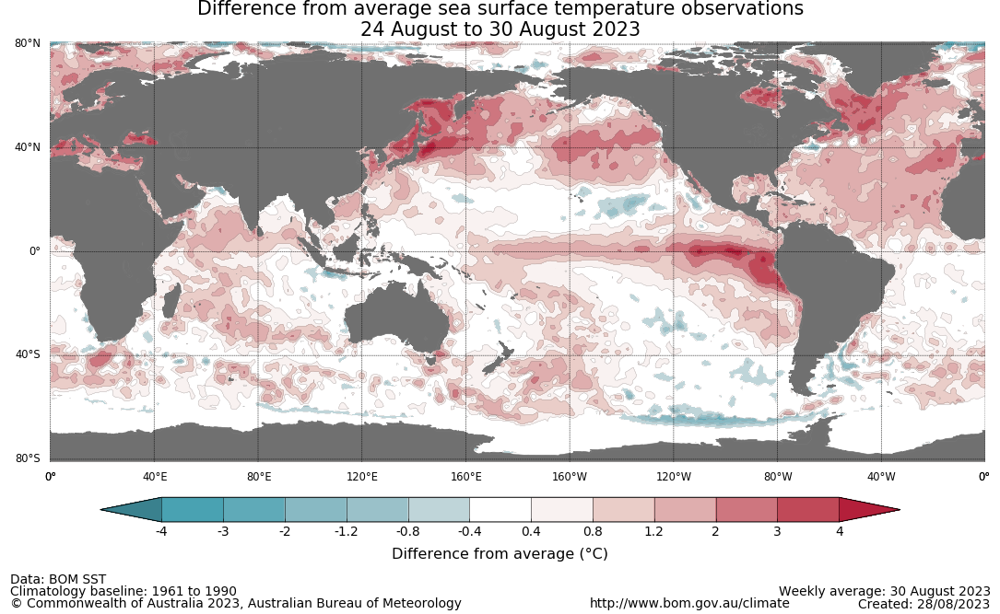 Difference from average sea surface temperature observations
24 August to 30 August 2023
80°N
40°N
0°
40°S
80°S
0° 40°E 80°E 120°E 160°E 160°W 120°W 80°W 40°W 0°
-4 -3 -2 -1.2 -0.8 -0.4 0.4 0.8 1.2 2 3 4
Difference from average (°C)
Data: BOM SST
Climatology baseline: 1961 to 1990
Weekly average: 30 August 2023
© Commonwealth of Australia 2023, Australian Bureau of Meteorology
http://www.bom.gov.au/climate
Created: 28/08/2023